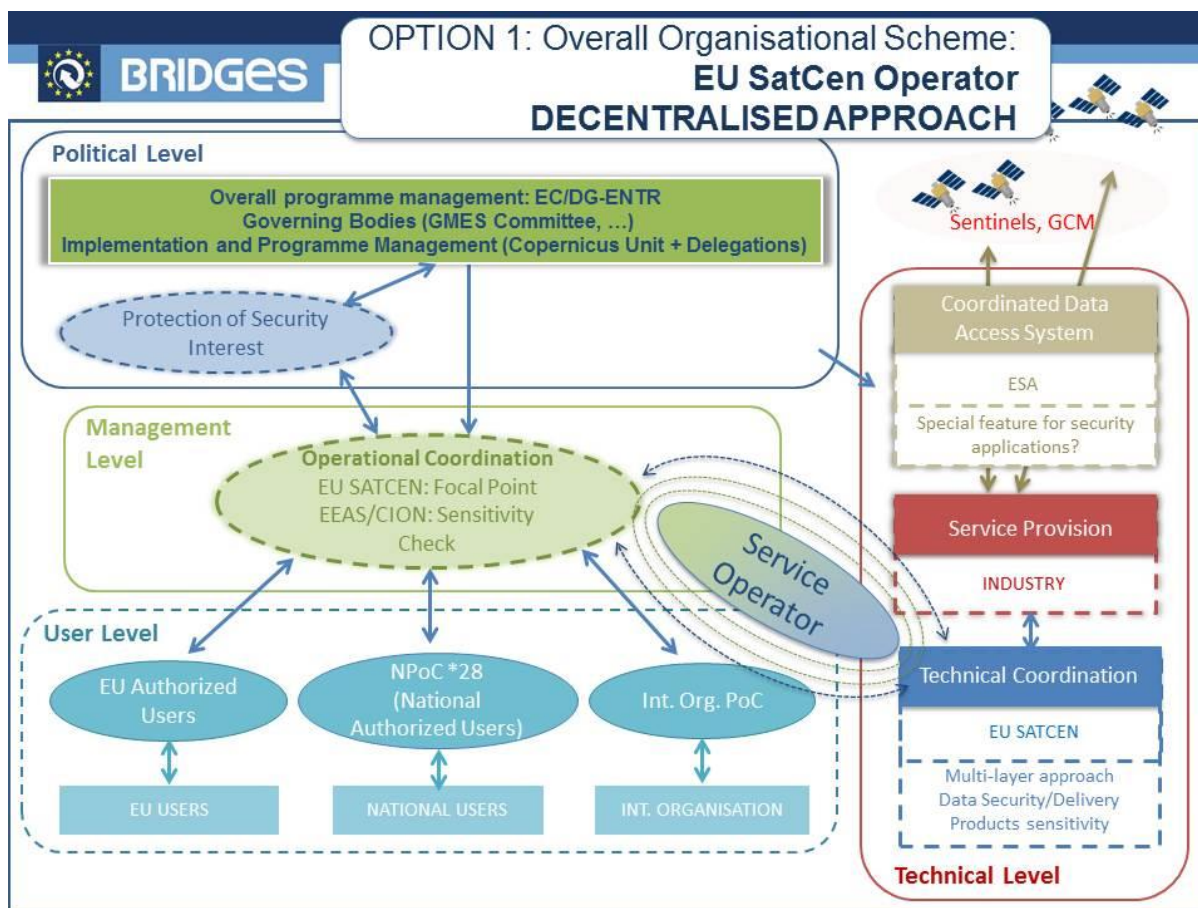 BRIDGES
OPTION 1: Overall Organisational Scheme:
EU SatCen Operator
DECENTRALISED APPROACH
Political Level
Overall programme management: EC/DG-ENTR
Governing Bodies (GMES Committee, ...)
Implementation and Programme Management (Copernicus Unit + Delegations)
Protection of Security
Interest
Management
Level
Operational Coordination
EU SATCEN: Focal Point
EEAS/CION: Sensitivity
Check
Service
Operator
User Level
EU Authorized
Users
NPoC *28
(National
Authorized Users)
Int. Org. PoC
EU USERS
NATIONAL USERS
INT. ORGANISATION
Sentinels, GCM
Coordinated Data
Access System
ESA
Special feature for security
applications?
Service Provision
INDUSTRY
Technical Coordination
EU SATCEN
Multi-layer approach
Data Security/Delivery
Products sensitivity
Technical Level